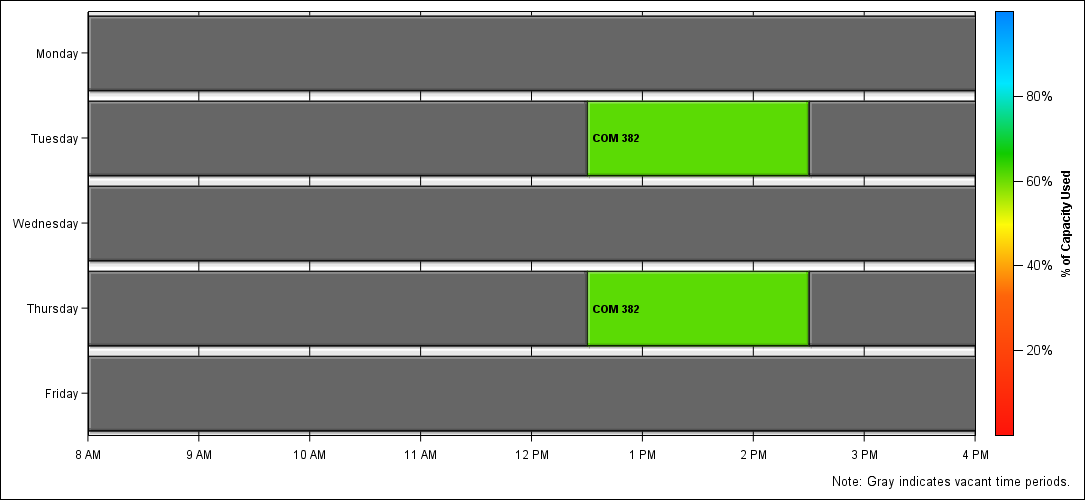 Monday
Tuesday
Wednesday
Thursday
Friday
COM 382
COM 382
8 AM
9 AM
10 AM
11 AM
12 PM
1 PM
2 PM
3 PM
4 PM
80%
60%
40%
20%
% of Capacity Used
Note: Gray indicates vacant time periods.